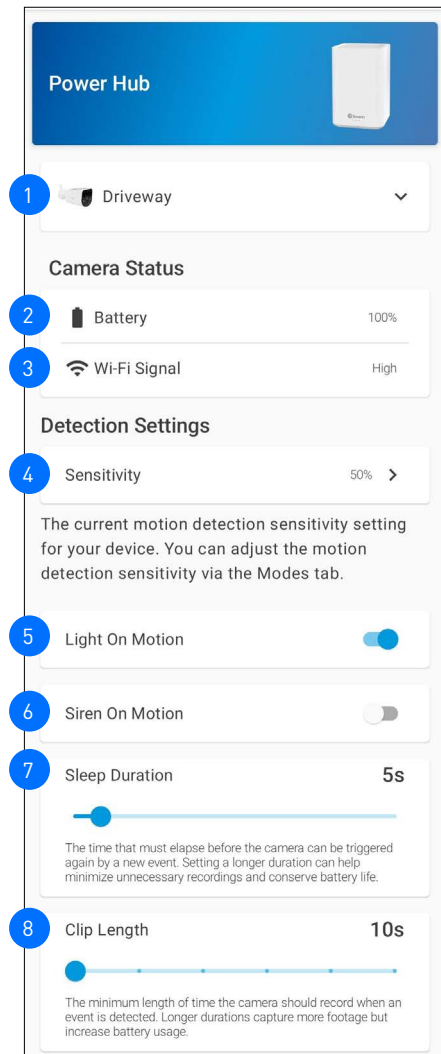 Power Hub
1 Driveway
Camera Status
2 Battery 100%
3 Wi-Fi Signal High
Detection Settings
4 Sensitivity 50%
The current motion detection sensitivity setting
for your device. You can adjust the motion
detection sensitivity via the Modes tab.
5 Light On Motion
6 Siren On Motion
7 Sleep Duration 5s
The time that must elapse before the camera can be triggered
again by a new event. Setting a longer duration can help
minimize unnecessary recordings and conserve battery life.
8 Clip Length 10s
The minimum length of time the camera should record when an
event is detected. Longer durations capture more footage but
increase battery usage.